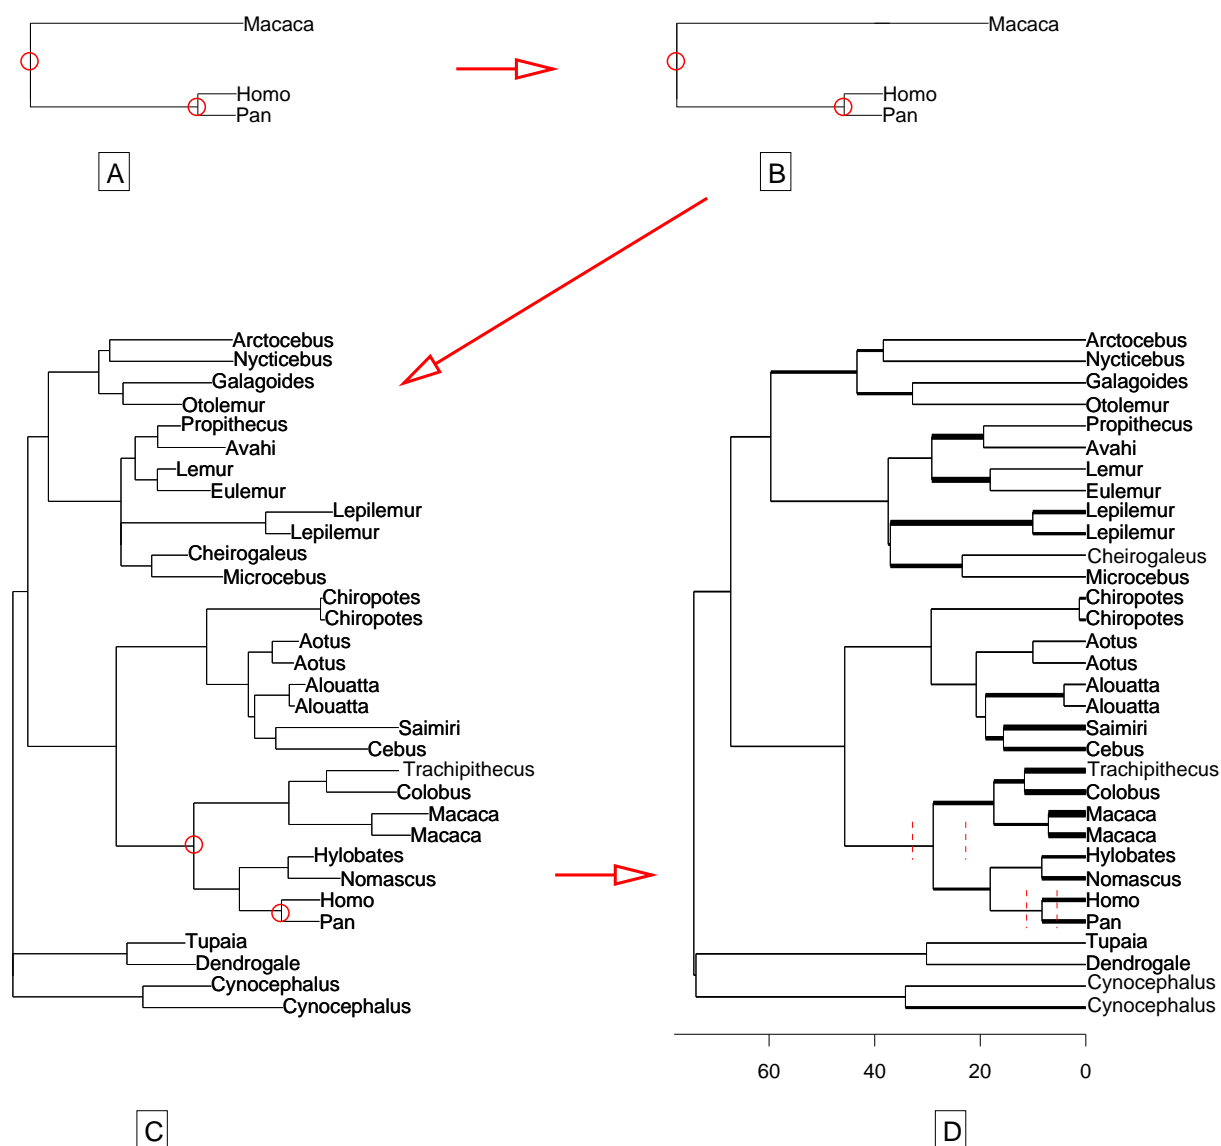 Macaca
Homo
Pan
A
Macaca
Homo
Pan
B
Arctocebus
Nycticebus
Galagoides
Otolemur
Propithecus
Avahi
Lemur
Eulemur
Lepilemur
Lepilemur
Cheirogaleus
Microcebus
Chiropotes
Chiropotes
Aotus
Aotus
Alouatta
Alouatta
Saimiri
Cebus
Trachipithecus
Colobus
Macaca
Macaca
Hylobates
Nomascus
Homo
Pan
Tupaia
Dendrogale
Cynocephalus
Cynocephalus
C
Arctocebus
Nycticebus
Galagoides
Otolemur
Propithecus
Avahi
Lemur
Eulemur
Lepilemur
Lepilemur
Cheirogaleus
Microcebus
Chiropotes
Chiropotes
Aotus
Aotus
Alouatta
Alouatta
Saimiri
Cebus
Trachipithecus
Colobus
Macaca
Macaca
Hylobates
Nomascus
Homo
Pan
Tupaia
Dendrogale
Cynocephalus
Cynocephalus
60 40 20 0
D